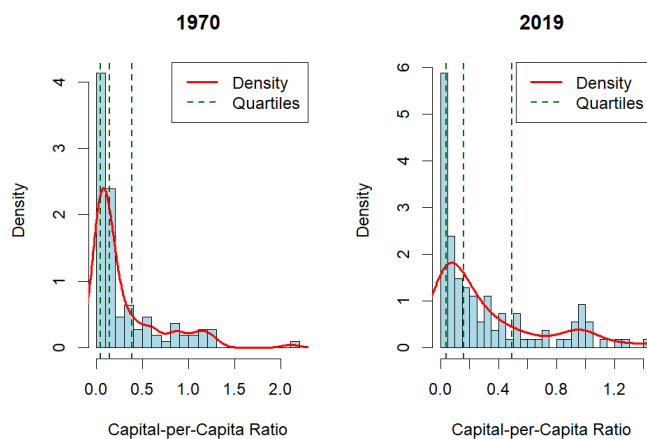 1970
Density
Quartiles
4
3
2
1
0
Density
0.0 0.5 1.0 1.5 2.0
Capital-per-Capita Ratio
2019
Density
Quartiles
6
5
4
3
2
1
0
Density
0.0 0.4 0.8 1.2
Capital-per-Capita Ratio